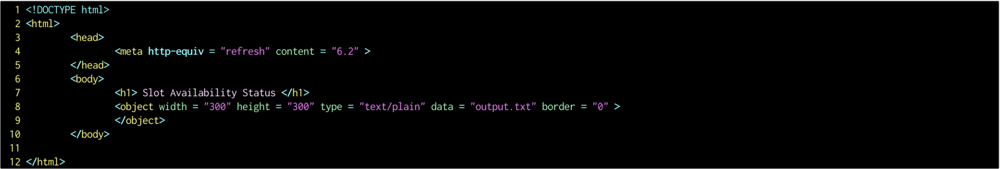 1 <!DOCTYPE html>
2 <html>
3 <head>
4 <meta http-equiv = "refresh" content = "6.2" >
5 </head>
6 <body>
7 <h1> Slot Availability Status </h1>
8 <object width = "300" height = "300" type = "text/plain" data = "output.txt" border = "0" >
9 </object>
10 </body>
11
12 </html>